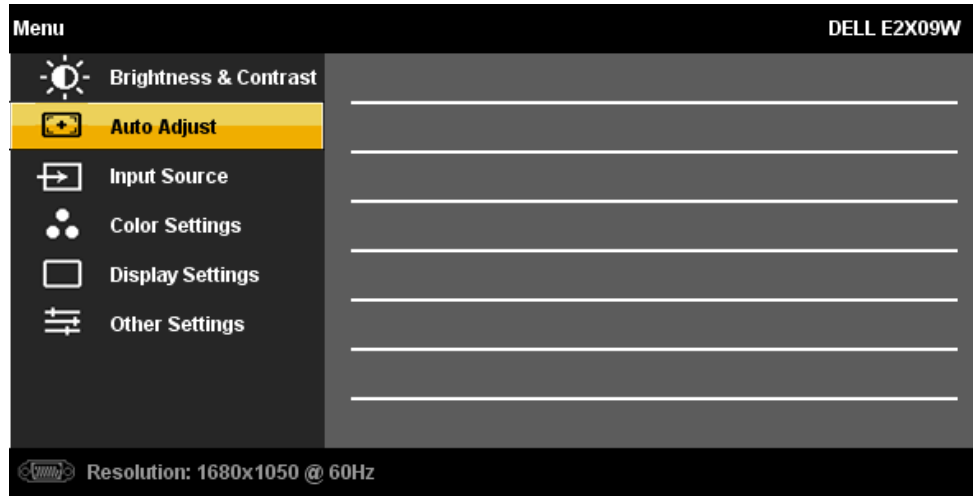 Menu DELL E2X09W
Brightness & Contrast
Auto Adjust
Input Source
Color Settings
Display Settings
Other Settings
Resolution: 1680x1050 @ 60Hz